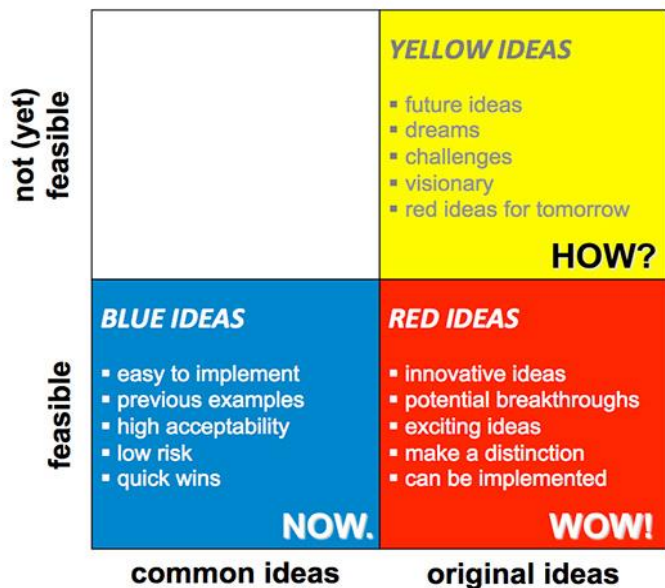 not (yet)
feasible
YELLOW IDEAS
▪ future ideas
▪ dreams
▪ challenges
▪ visionary
▪ red ideas for tomorrow
HOW?
feasible
BLUE IDEAS
▪ easy to implement
▪ previous examples
▪ high acceptability
▪ low risk
▪ quick wins
NOW.
RED IDEAS
▪ innovative ideas
▪ potential breakthroughs
▪ exciting ideas
▪ make a distinction
▪ can be implemented
WOW!
common ideas
original ideas